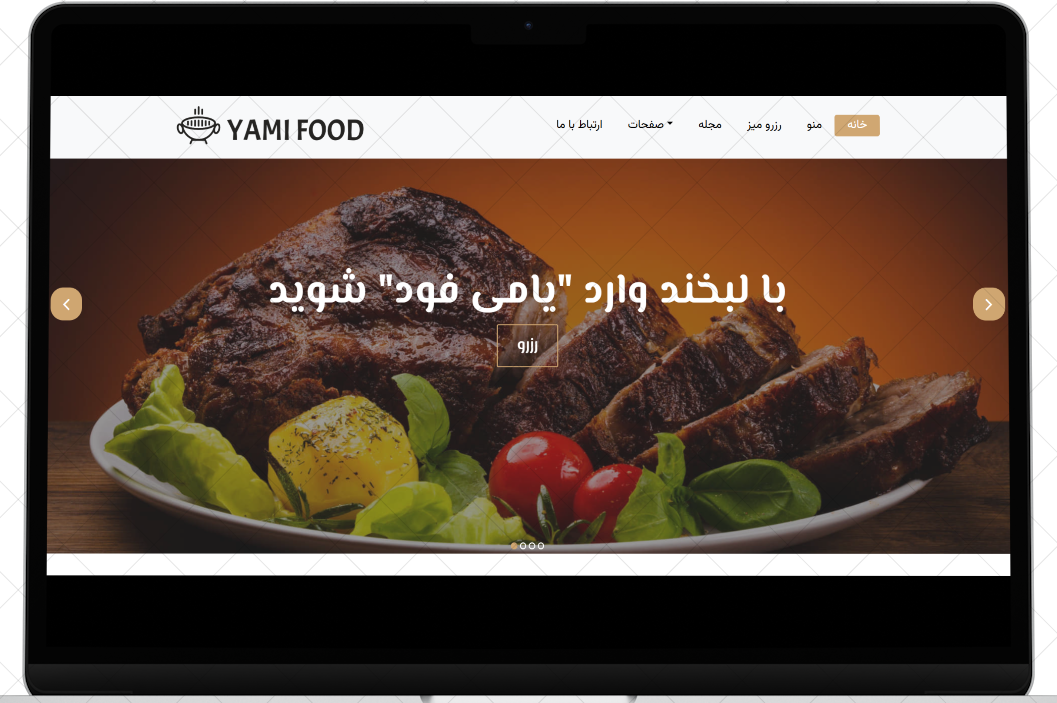 YAMI FOOD
خانه
منو
رزرو میز
مجله
صفحات
ارتباط با ما
با لبخند وارد "یامی فود" شوید
رزرو